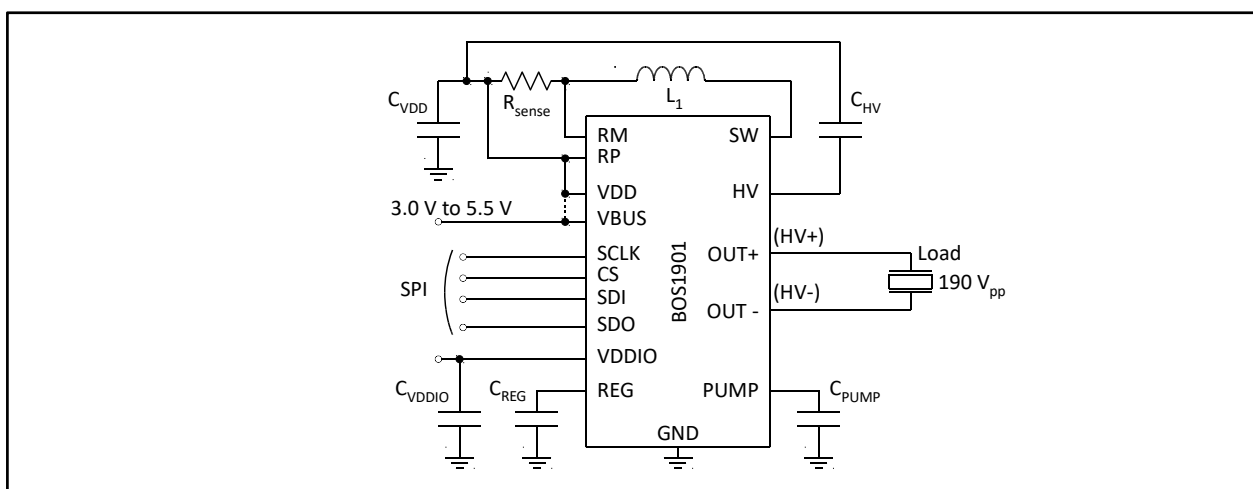 C_VDD
R_sense
L_1
C_HV
RM
SW
RP
VDD
HV
3.0 V to 5.5 V
VBUS
SCLK
OUT+
(HV+)
Load
CS
SPI
SDI
BOS1901
190 V_pp
SDO
OUT -
(HV-)
VDDIO
C_VDDIO
C_REG
REG
PUMP
C_PUMP
GND